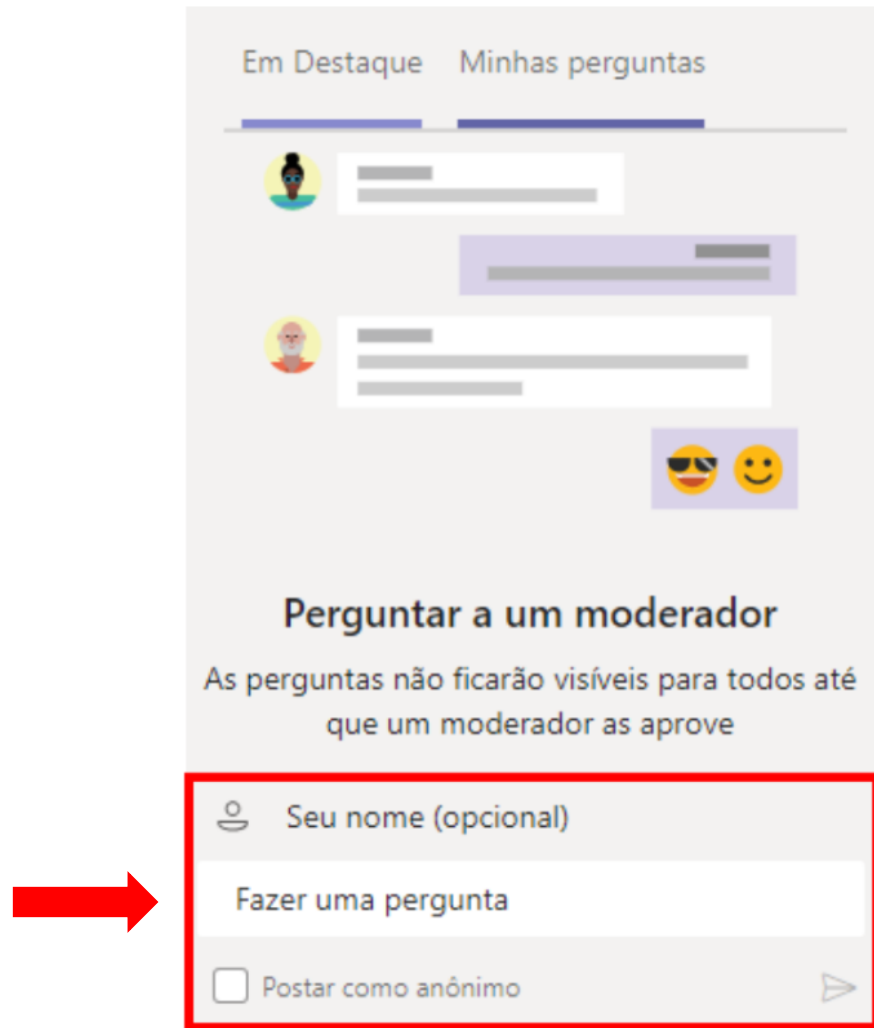 Em Destaque Minhas perguntas
Perguntar a um moderador
As perguntas não ficarão visíveis para todos até
que um moderador as aprove
Seu nome (opcional)
Fazer uma pergunta
Postar como anônimo